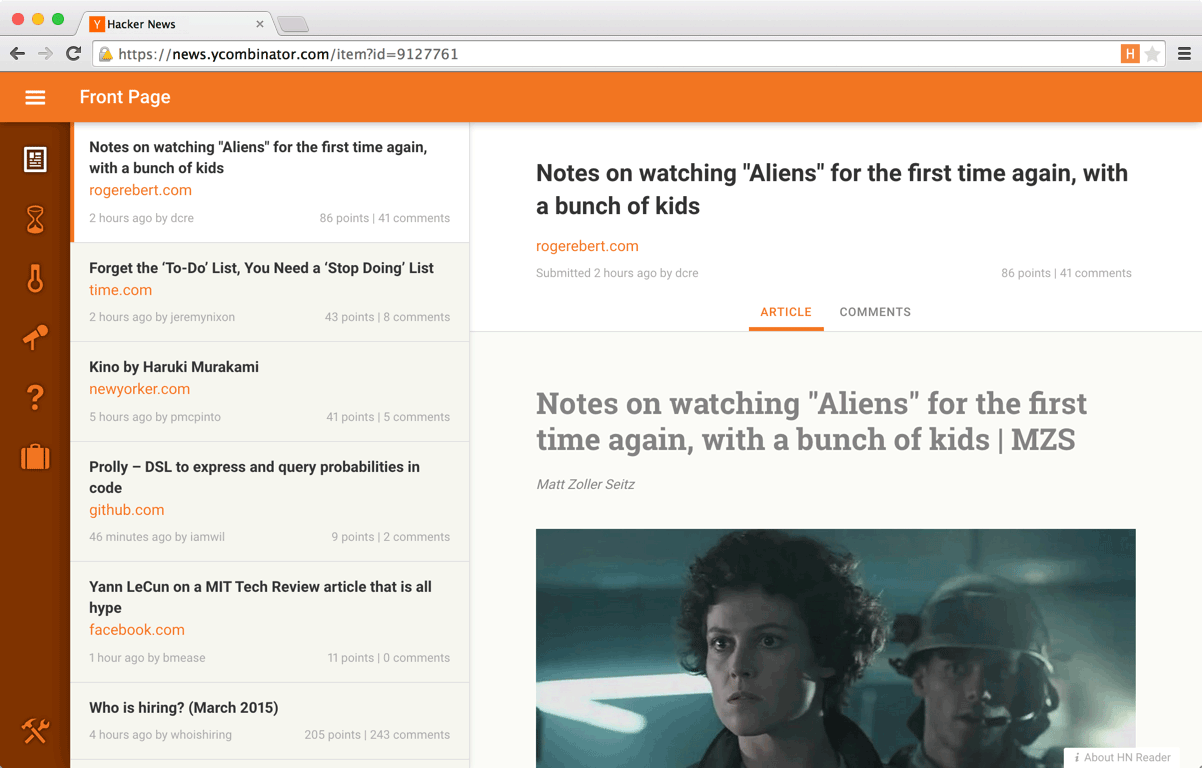 Hacker News
https://news.ycombinator.com/item?id=9127761
H
Front Page
Notes on watching "Aliens" for the first time again,
with a bunch of kids
rogerebert.com
2 hours ago by dcre 86 points | 41 comments
Forget the ‘To-Do’ List, You Need a ‘Stop Doing’ List
time.com
2 hours ago by jeremynixon 43 points | 8 comments
Kino by Haruki Murakami
newyorker.com
5 hours ago by pmcpinto 41 points | 5 comments
Prolly – DSL to express and query probabilities in
code
github.com
46 minutes ago by iamwil 9 points | 2 comments
Yann LeCun on a MIT Tech Review article that is all
hype
facebook.com
1 hour ago by bmease 11 points | 0 comments
Who is hiring? (March 2015)
4 hours ago by whoishiring 205 points | 243 comments
Notes on watching "Aliens" for the first time again, with
a bunch of kids
rogerebert.com
Submitted 2 hours ago by dcre 86 points | 41 comments
ARTICLE COMMENTS
Notes on watching "Aliens" for the first
time again, with a bunch of kids | MZS
Matt Zoller Seitz
i About HN Reader